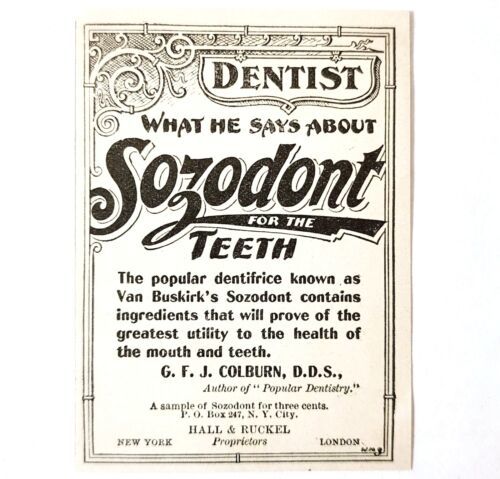 DENTIST
WHAT HE SAYS ABOUT
Sozodont
FOR THE
TEETH
The popular dentifrice known as
Van Buskirk's Sozodont contains
ingredients that will prove of the
greatest utility to the health of
the mouth and teeth.
G. F. J. COLBURN, D.D.S.,
Author of "Popular Dentistry."
A sample of Sozodont for three cents.
P. O. Box 247, N. Y. City.
HALL & RUCKEL
NEW YORK Proprietors LONDON